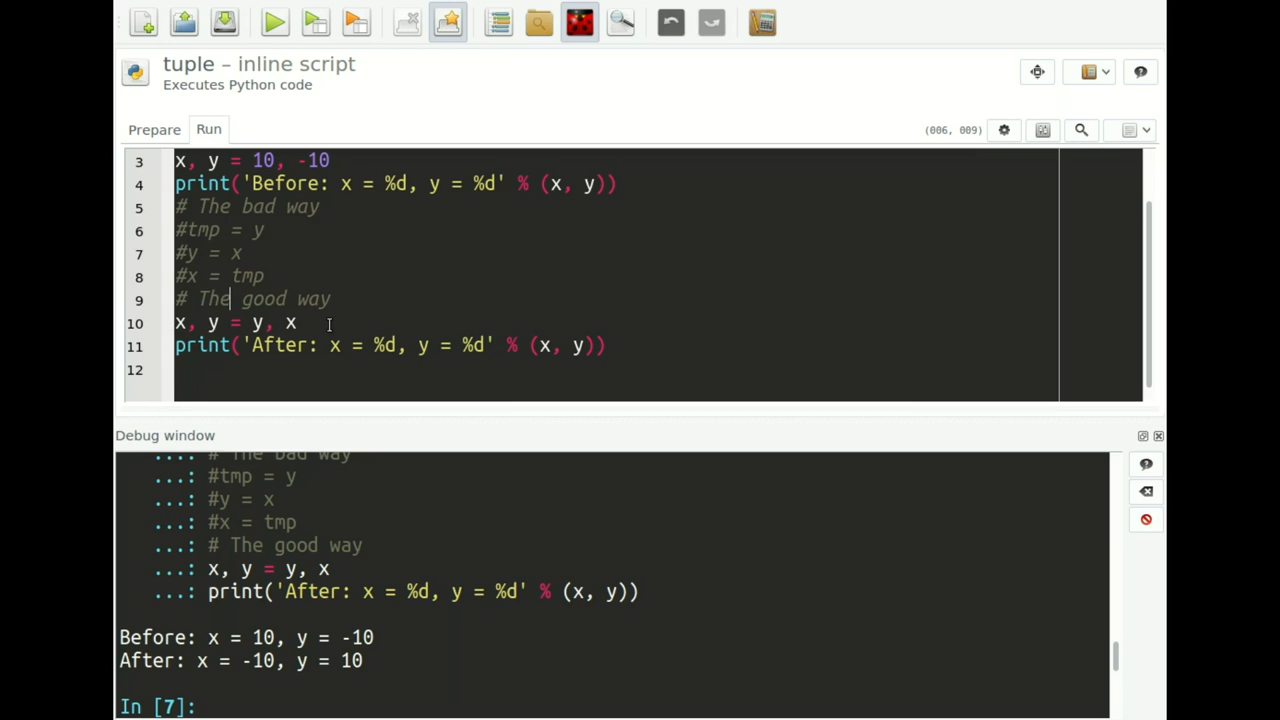 tuple – inline script
Executes Python code
Prepare Run (006, 009)
3 x, y = 10, -10
4 print('Before: x = %d, y = %d' % (x, y))
5 # The bad way
6 #tmp = y
7 #y = x
8 #x = tmp
9 # The good way
10 x, y = y, x
11 print('After: x = %d, y = %d' % (x, y))
12
Debug window
...: # The bad way
...: #tmp = y
...: #y = x
...: #x = tmp
...: # The good way
...: x, y = y, x
...: print('After: x = %d, y = %d' % (x, y))
Before: x = 10, y = -10
After: x = -10, y = 10
In [7]: